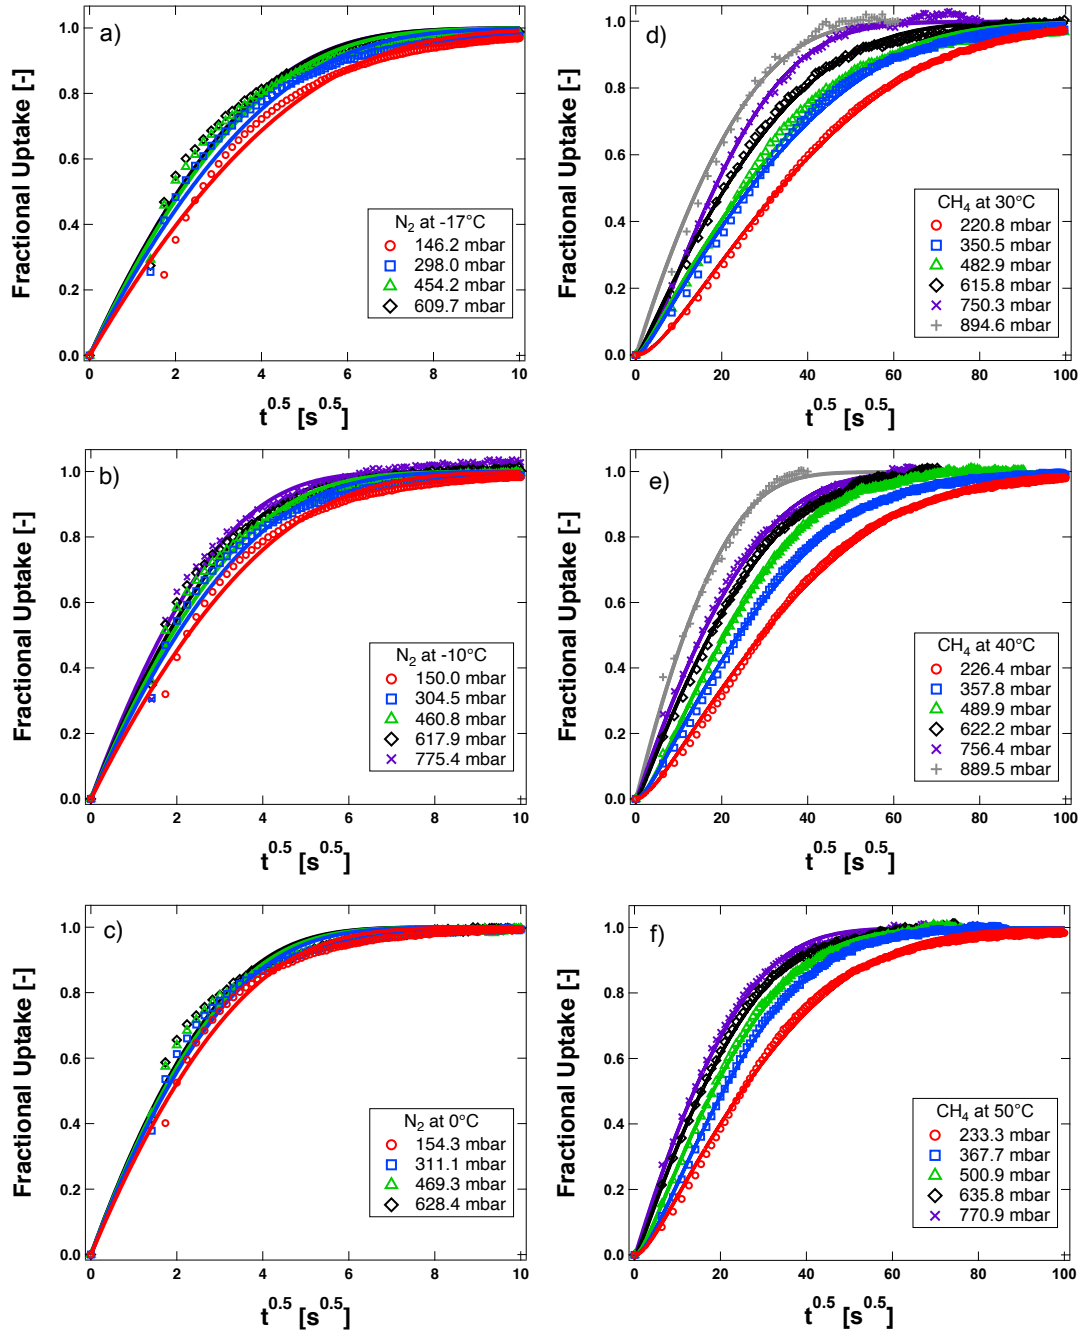 a)
Fractional Uptake [-]
1.0
0.8
0.6
0.4
0.2
0.0
N2 at -17°C
146.2 mbar
298.0 mbar
454.2 mbar
609.7 mbar
0 2 4 6 8 10
t^0.5 [s^0.5]
d)
Fractional Uptake [-]
1.0
0.8
0.6
0.4
0.2
0.0
CH4 at 30°C
220.8 mbar
350.5 mbar
482.9 mbar
615.8 mbar
750.3 mbar
894.6 mbar
0 20 40 60 80 100
t^0.5 [s^0.5]
b)
Fractional Uptake [-]
1.0
0.8
0.6
0.4
0.2
0.0
N2 at -10°C
150.0 mbar
304.5 mbar
460.8 mbar
617.9 mbar
775.4 mbar
0 2 4 6 8 10
t^0.5 [s^0.5]
e)
Fractional Uptake [-]
1.0
0.8
0.6
0.4
0.2
0.0
CH4 at 40°C
226.4 mbar
357.8 mbar
489.9 mbar
622.2 mbar
756.4 mbar
889.5 mbar
0 20 40 60 80 100
t^0.5 [s^0.5]
c)
Fractional Uptake [-]
1.0
0.8
0.6
0.4
0.2
0.0
N2 at 0°C
154.3 mbar
311.1 mbar
469.3 mbar
628.4 mbar
0 2 4 6 8 10
t^0.5 [s^0.5]
f)
Fractional Uptake [-]
1.0
0.8
0.6
0.4
0.2
0.0
CH4 at 50°C
233.3 mbar
367.7 mbar
500.9 mbar
635.8 mbar
770.9 mbar
0 20 40 60 80 100
t^0.5 [s^0.5]